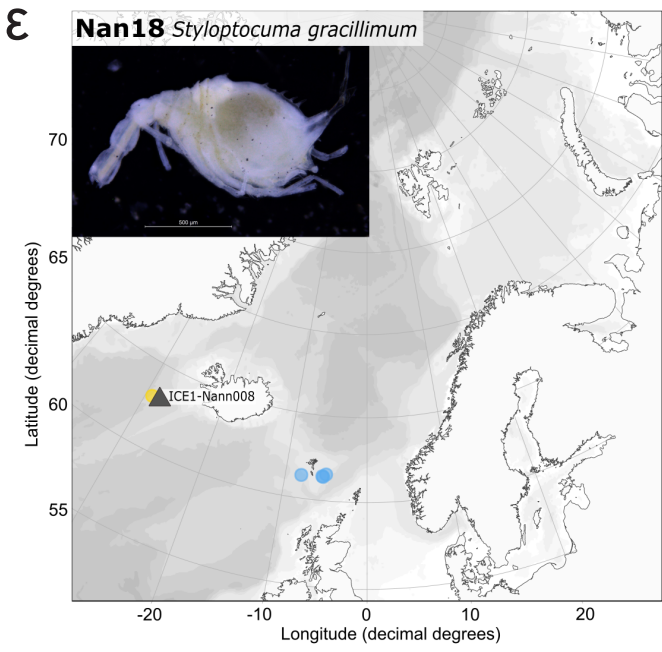 ε
Nan18 Styloptocuma gracillimum
500 µm
70
65
60
55
Latitude (decimal degrees)
ICE1-Nann008
-20 -10 0 10 20
Longitude (decimal degrees)